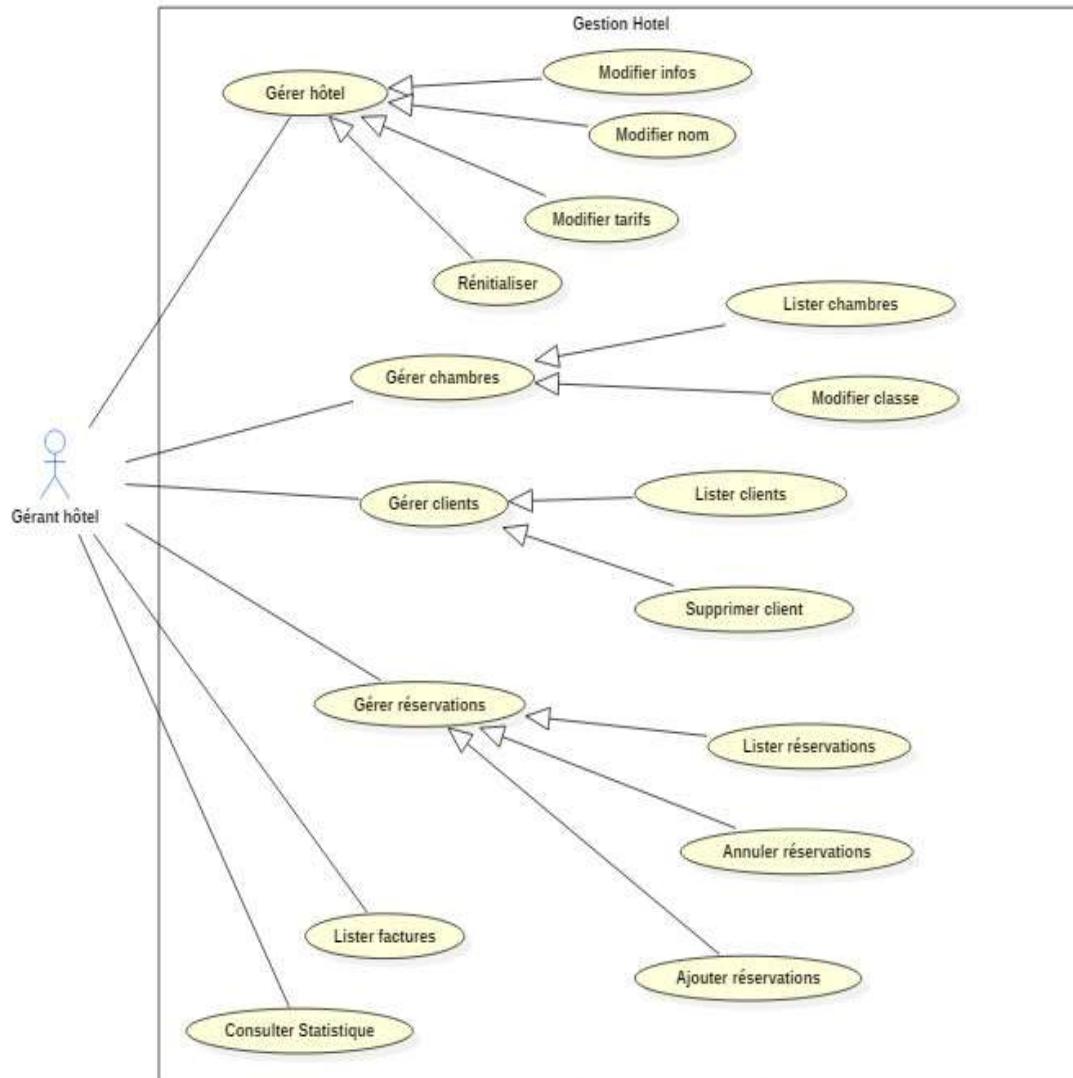 Gestion Hotel
Modifier infos
Gérer hôtel
Modifier nom
Modifier tarifs
Rénitialiser
Lister chambres
Gérer chambres
Modifier classe
Gérer clients
Lister clients
Gérant hôtel
Supprimer client
Gérer réservations
Lister réservations
Annuler réservations
Lister factures
Ajouter réservations
Consulter Statistique